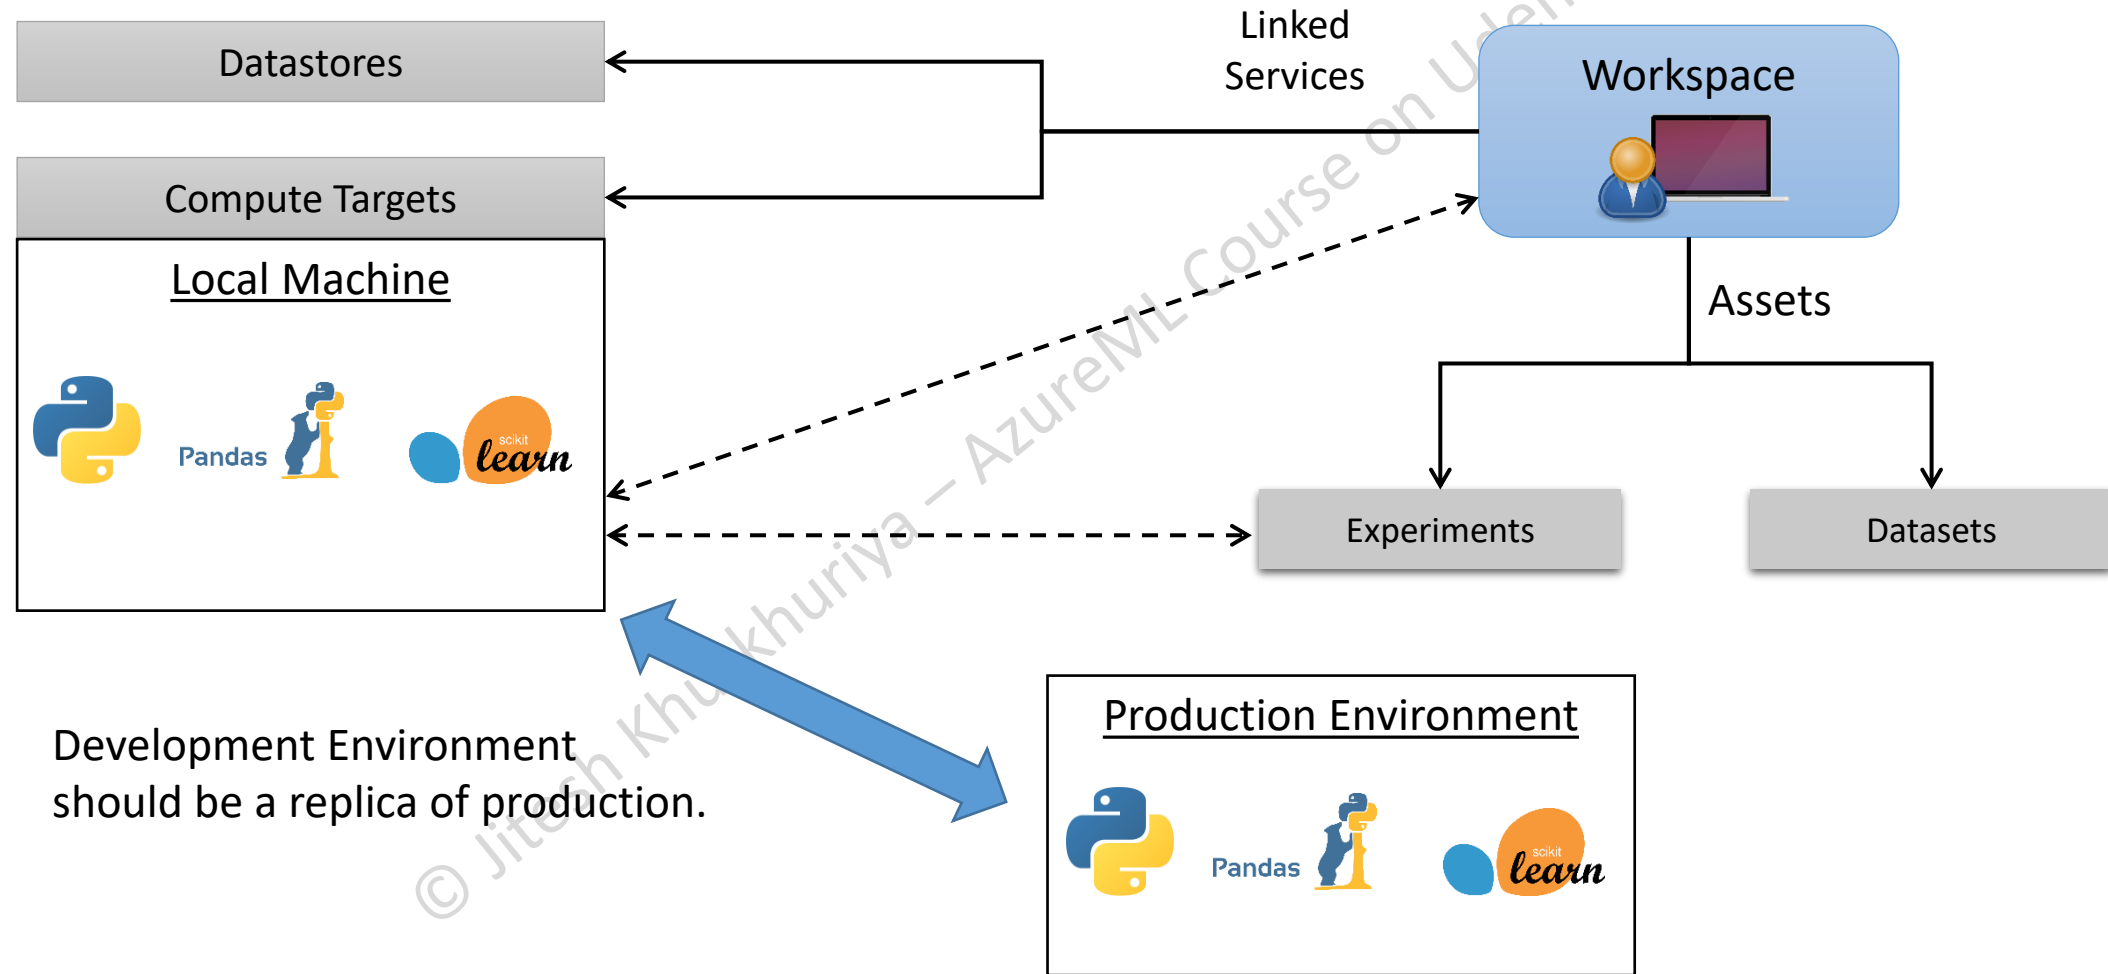 Datastores
Linked
Services
Workspace
Compute Targets
Local Machine
Assets
Pandas
scikit
learn
Experiments
Datasets
Production Environment
Development Environment
should be a replica of production.
Pandas
scikit
learn
© Jitesh Khurkhuriya – AzureML Course on